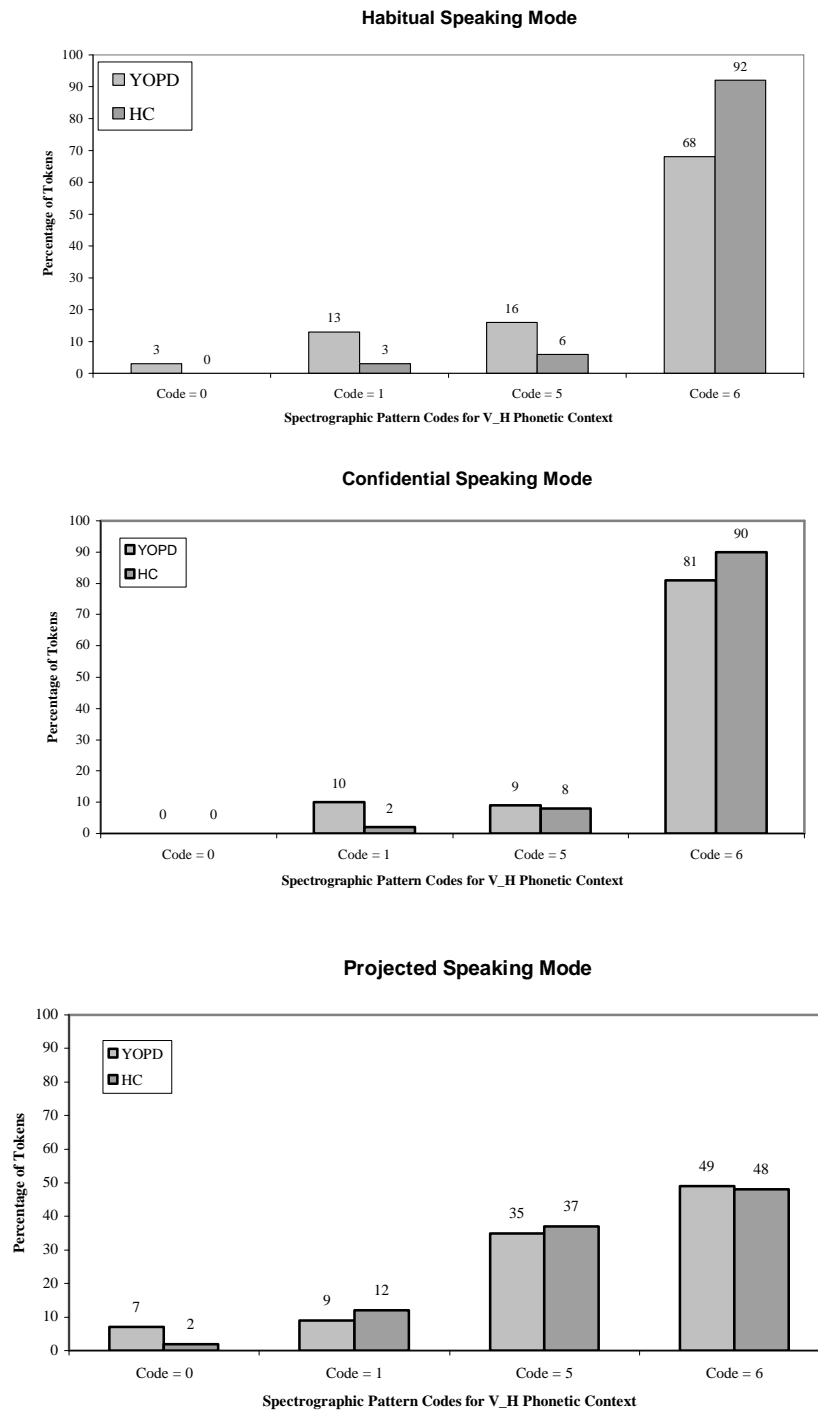 Habitual Speaking Mode
100
90
80
70
60
50
40
30
20
10
0
Percentage of Tokens
YOPD
HC
3
0
13
3
16
6
68
92
Code = 0
Code = 1
Code = 5
Code = 6
Spectrographic Pattern Codes for V_H Phonetic Context
Confidential Speaking Mode
100
90
80
70
60
50
40
30
20
10
0
Percentage of Tokens
YOPD
HC
0
0
10
2
9
8
81
90
Code = 0
Code = 1
Code = 5
Code = 6
Spectrographic Pattern Codes for V_H Phonetic Context
Projected Speaking Mode
100
90
80
70
60
50
40
30
20
10
0
Percentage of Tokens
YOPD
HC
7
2
9
12
35
37
49
48
Code = 0
Code = 1
Code = 5
Code = 6
Spectrographic Pattern Codes for V_H Phonetic Context